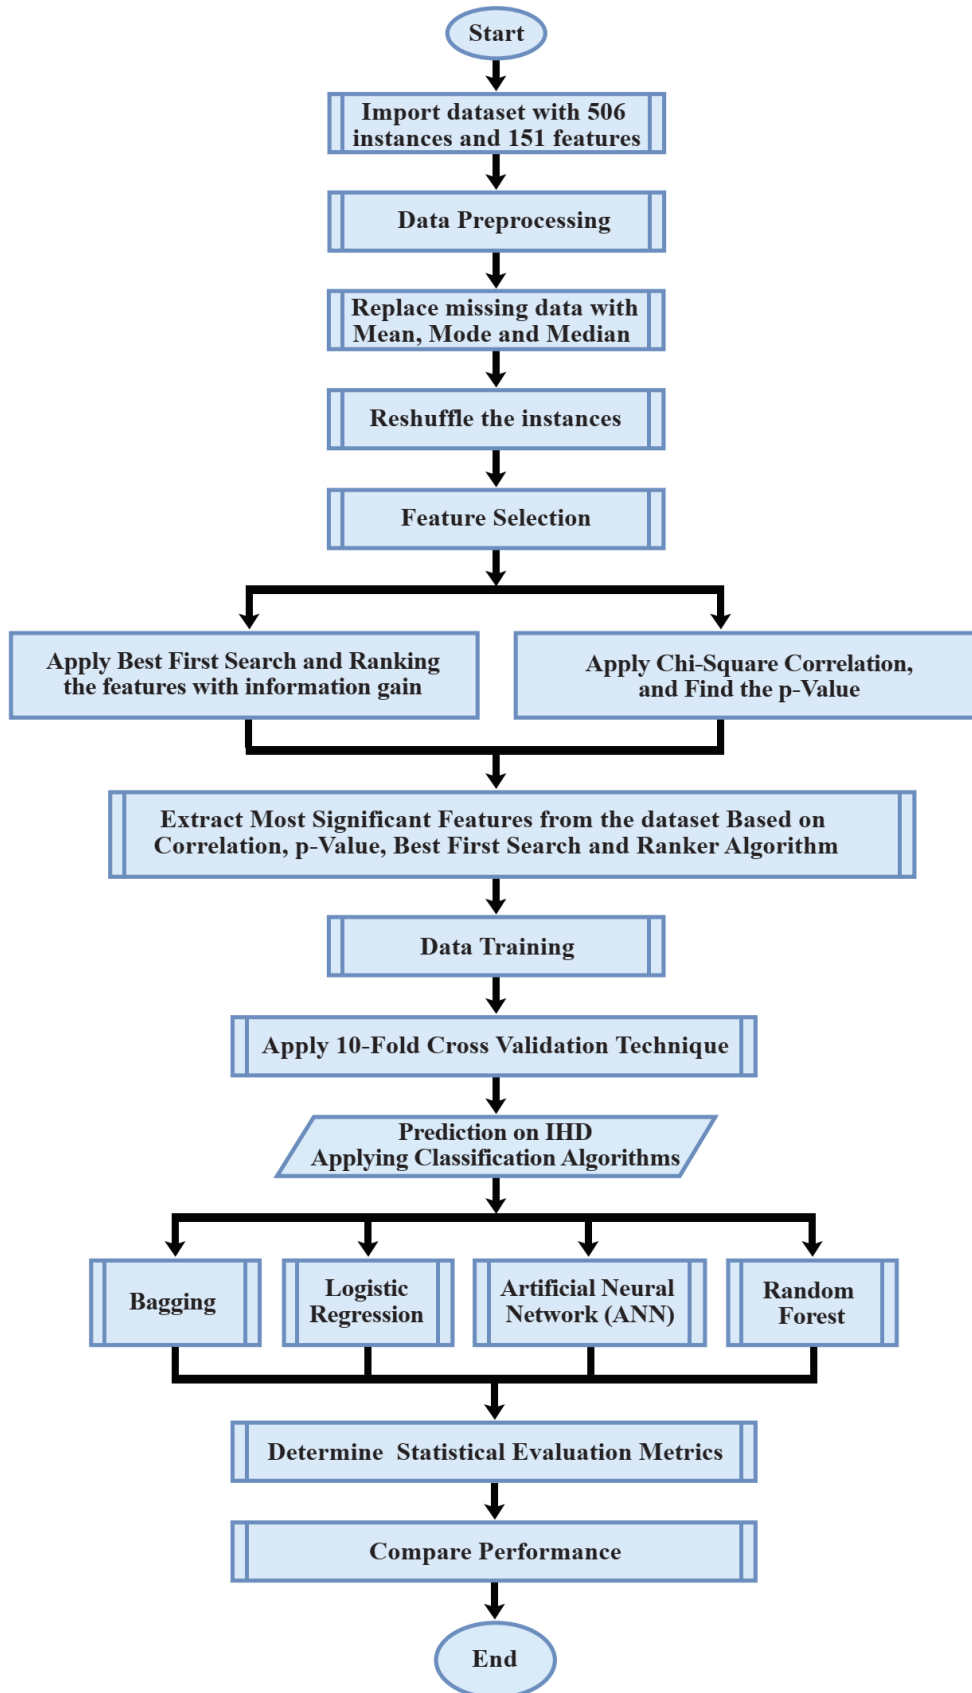 Start
Import dataset with 506
instances and 151 features
Data Preprocessing
Replace missing data with
Mean, Mode and Median
Reshuffle the instances
Feature Selection
Apply Best First Search and Ranking
the features with information gain
Apply Chi-Square Correlation,
and Find the p-Value
Extract Most Significant Features from the dataset Based on
Correlation, p-Value, Best First Search and Ranker Algorithm
Data Training
Apply 10-Fold Cross Validation Technique
Prediction on IHD
Applying Classification Algorithms
Bagging
Logistic
Regression
Artificial Neural
Network (ANN)
Random
Forest
Determine Statistical Evaluation Metrics
Compare Performance
End